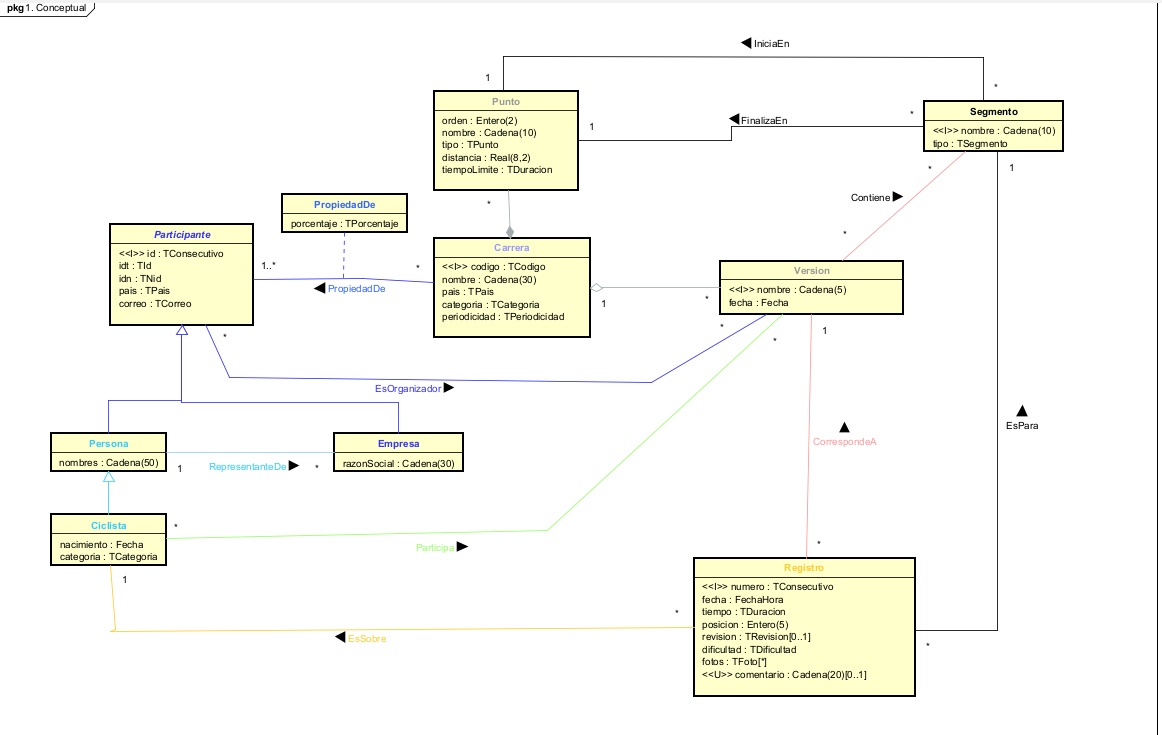 pkg 1. Conceptual
IniciaEn
1
*
Punto
orden : Entero(2)
nombre : Cadena(10)
tipo : TPunto
distancia : Real(8,2)
tiempoLimite : TDuracion
1
FinalizaEn
*
Segmento
<<I>> nombre : Cadena(10)
tipo : TSegmento
*
1
Contiene
*
*
PropiedadDe
porcentaje : TPorcentaje
Participante
<<I>> id : TConsecutivo
idt : TId
idn : TNid
pais : TPais
correo : TCorreo
1..*
*
PropiedadDe
Carrera
<<I>> codigo : TCodigo
nombre : Cadena(30)
pais : TPais
categoria : TCategoria
periodicidad : TPeriodicidad
1
*
Version
<<I>> nombre : Cadena(5)
fecha : Fecha
*
*
*
1
EsOrganizador
EsPara
CorrespondeA
Persona
nombres : Cadena(50)
1
RepresentanteDe
*
Empresa
razonSocial : Cadena(30)
Ciclista
nacimiento : Fecha
categoria : TCategoria
*
Participa
1
*
*
EsSobre
Registro
<<I>> numero : TConsecutivo
fecha : FechaHora
tiempo : TDuracion
posicion : Entero(5)
revision : TRevision[0..1]
dificultad : TDificultad
fotos : TFoto[*]
<<U>> comentario : Cadena(20)[0..1]
*